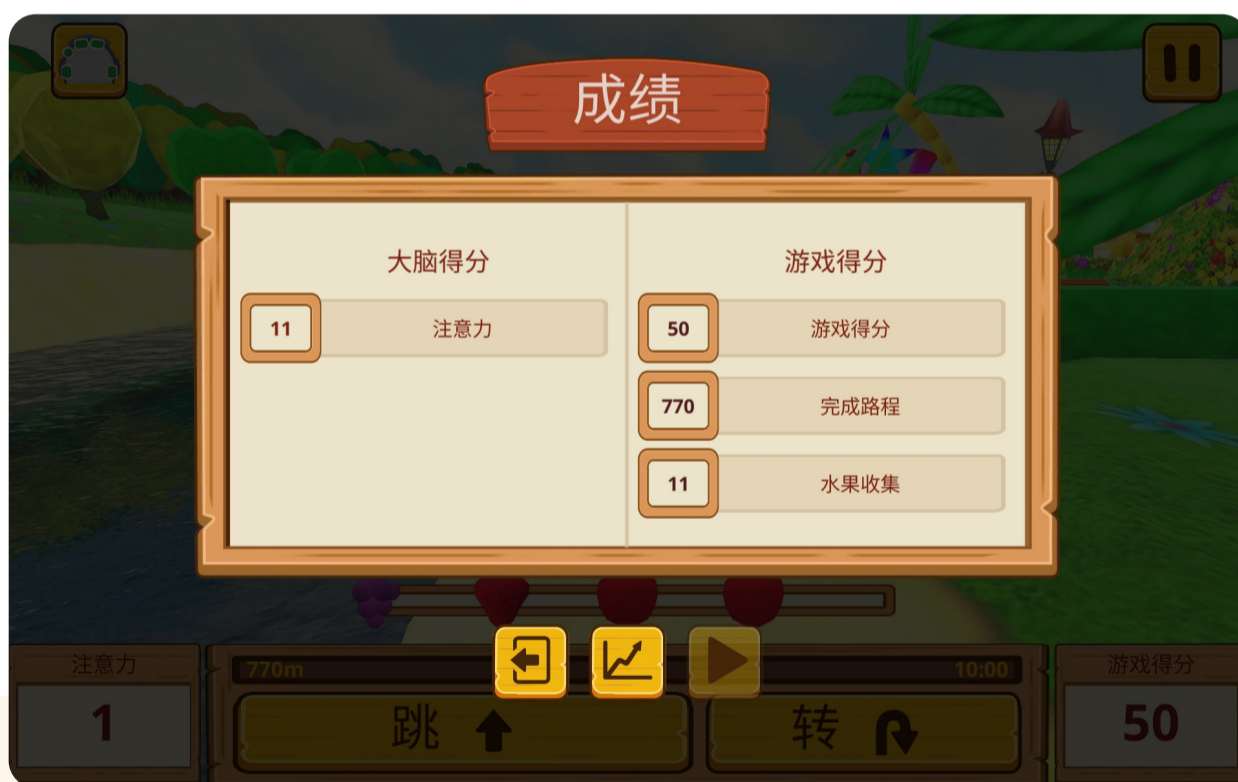 成绩
大脑得分
11 注意力
游戏得分
50 游戏得分
770 完成路程
11 水果收集
注意力
1
770m 10:00
跳 转
游戏得分
50